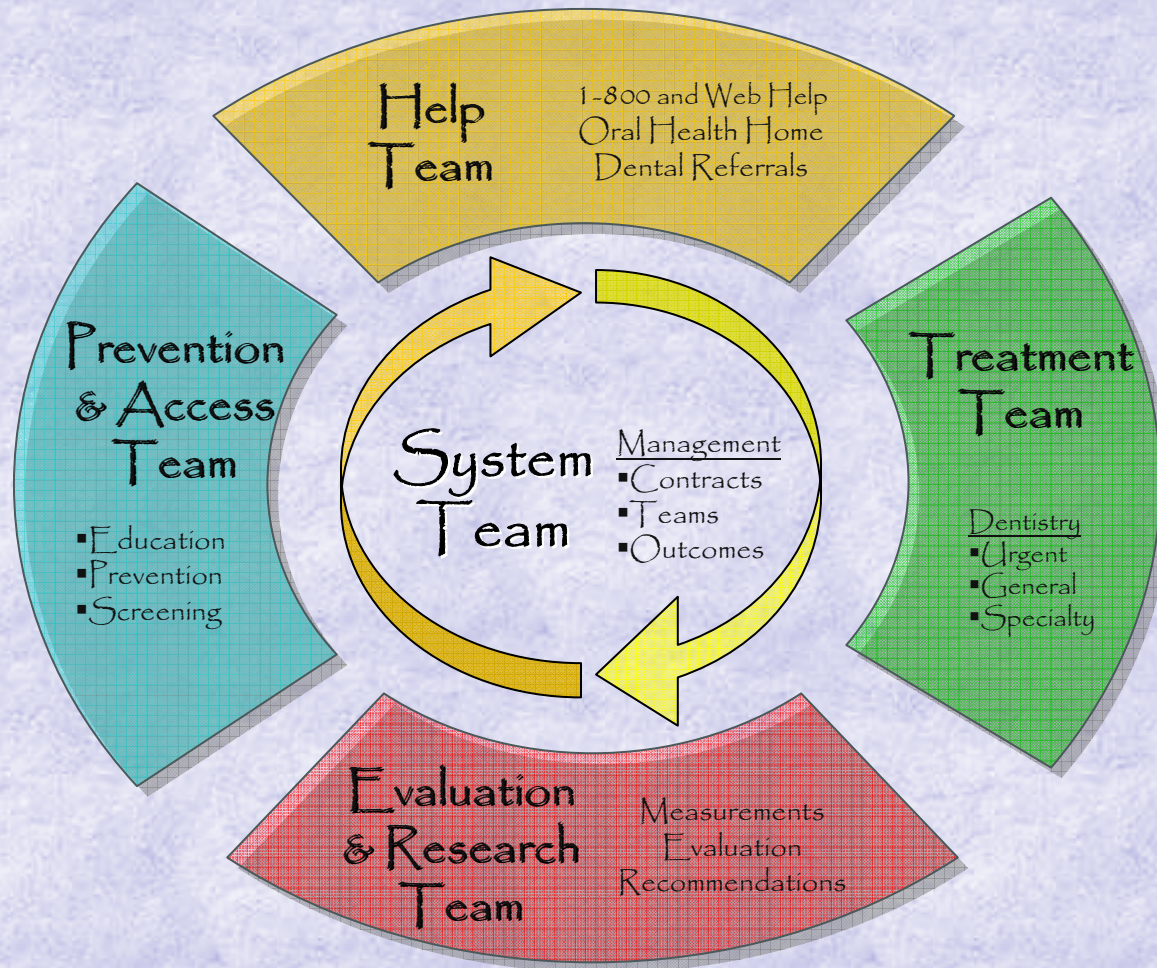 Help
Team
1-800 and Web Help
Oral Health Home
Dental Referrals
Prevention
& Access
Team
▪Education
▪Prevention
▪Screening
System
Team
Management
▪Contracts
▪Teams
▪Outcomes
Treatment
Team
Dentistry
▪Urgent
▪General
▪Specialty
Evaluation
& Research
Team
Measurements
Evaluation
Recommendations